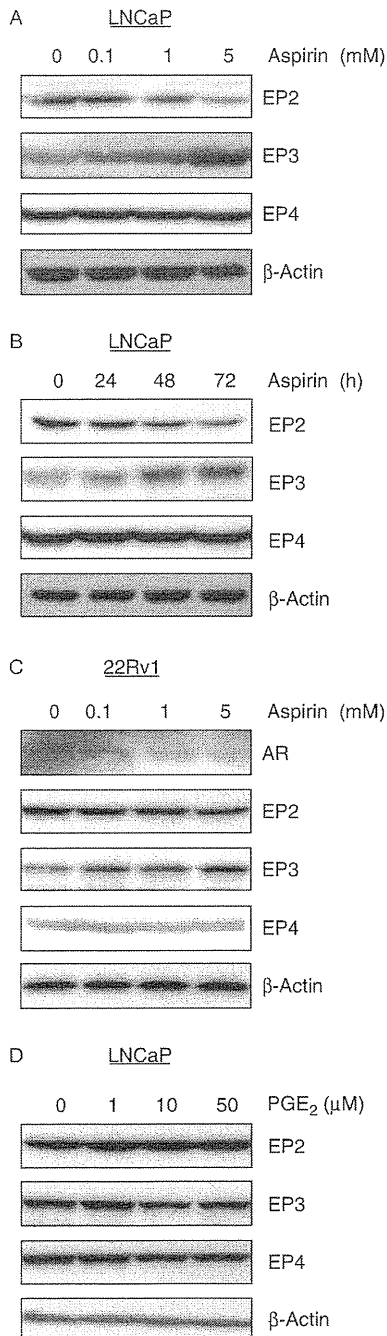 A LNCaP
0 0.1 1 5 Aspirin (mM)
EP2
EP3
EP4
β-Actin
B LNCaP
0 24 48 72 Aspirin (h)
EP2
EP3
EP4
β-Actin
C 22Rv1
0 0.1 1 5 Aspirin (mM)
AR
EP2
EP3
EP4
β-Actin
D LNCaP
0 1 10 50 PGE₂ (µM)
EP2
EP3
EP4
β-Actin